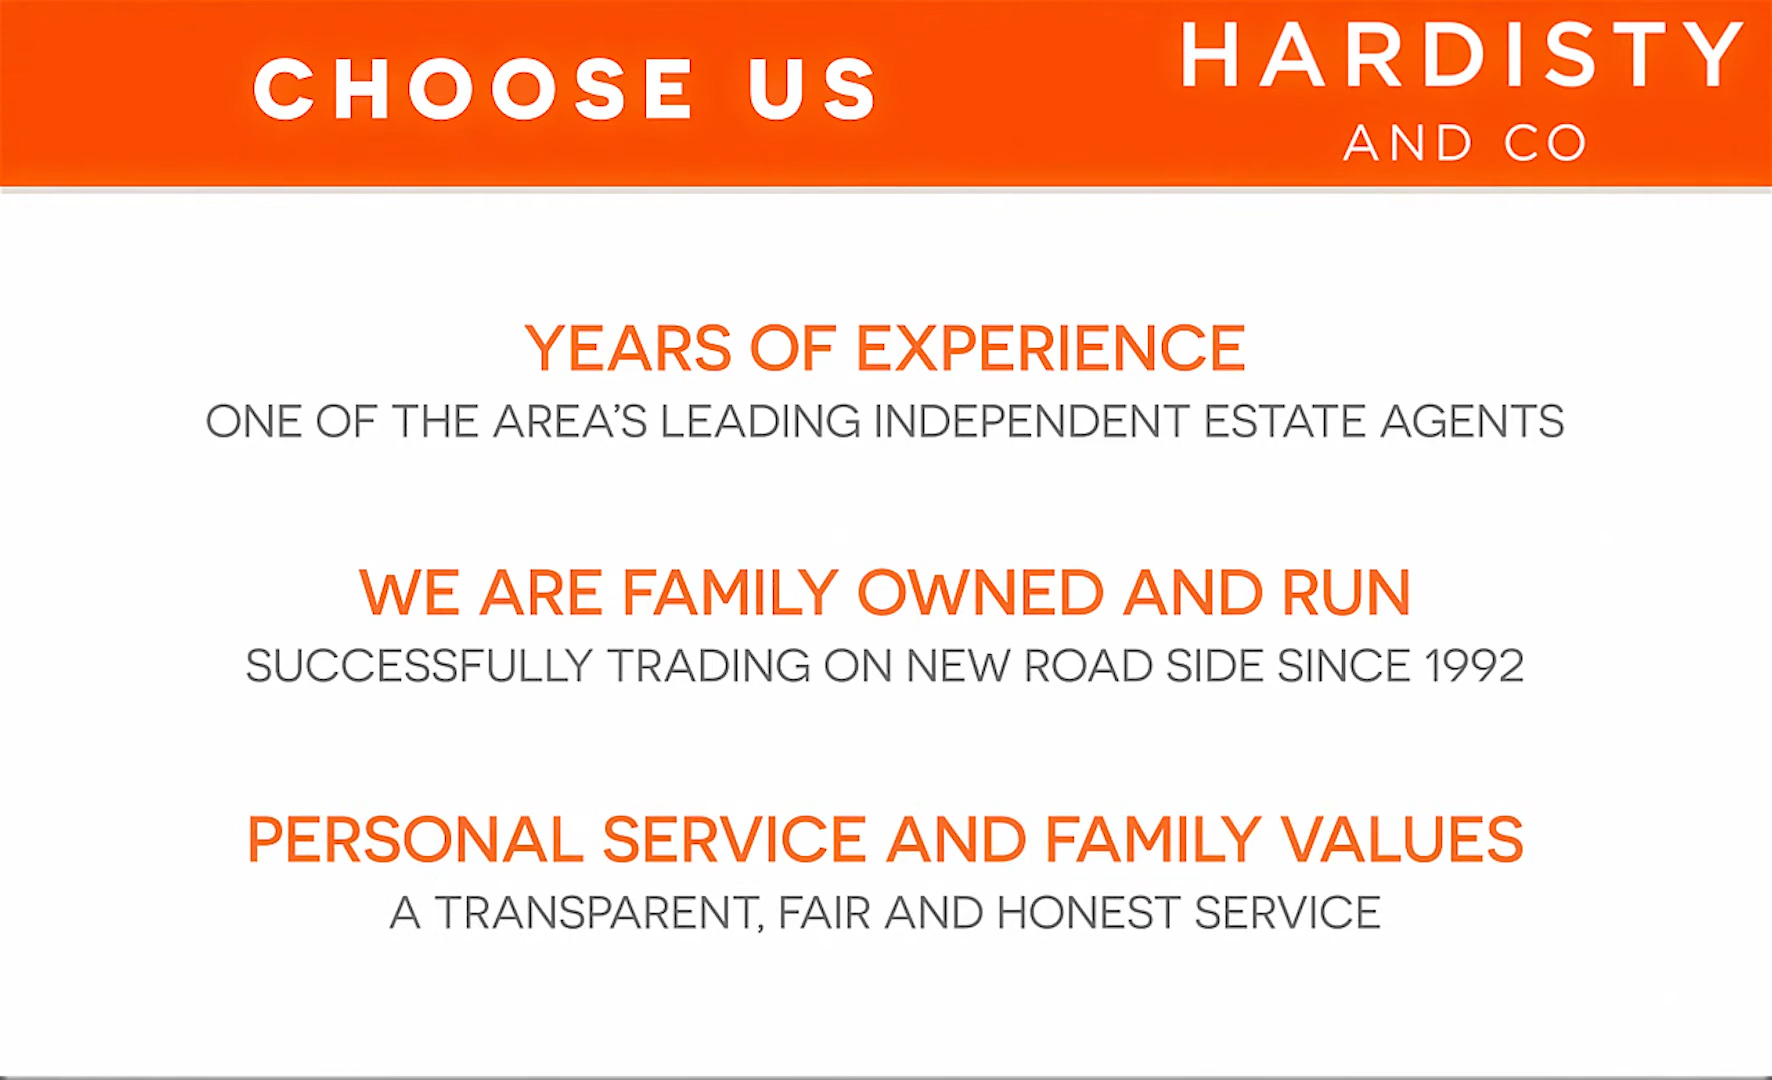 CHOOSE US
HARDISTY
AND CO
YEARS OF EXPERIENCE
ONE OF THE AREA’S LEADING INDEPENDENT ESTATE AGENTS
WE ARE FAMILY OWNED AND RUN
SUCCESSFULLY TRADING ON NEW ROAD SIDE SINCE 1992
PERSONAL SERVICE AND FAMILY VALUES
A TRANSPARENT, FAIR AND HONEST SERVICE